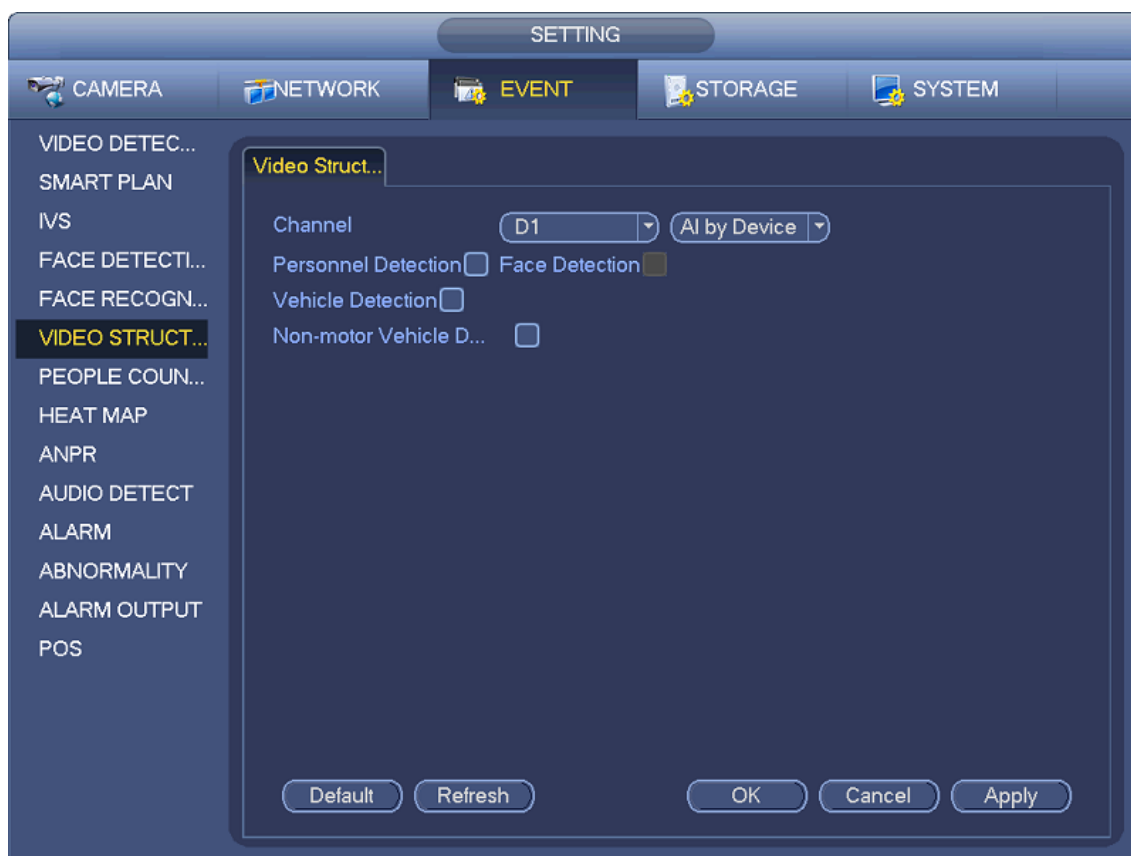 SETTING
CAMERA NETWORK EVENT STORAGE SYSTEM
VIDEO DETEC...
SMART PLAN
IVS
FACE DETECTI...
FACE RECOGN...
VIDEO STRUCT...
PEOPLE COUN...
HEAT MAP
ANPR
AUDIO DETECT
ALARM
ABNORMALITY
ALARM OUTPUT
POS
Video Struct...
Channel D1 AI by Device
Personnel Detection Face Detection
Vehicle Detection
Non-motor Vehicle D...
Default Refresh OK Cancel Apply